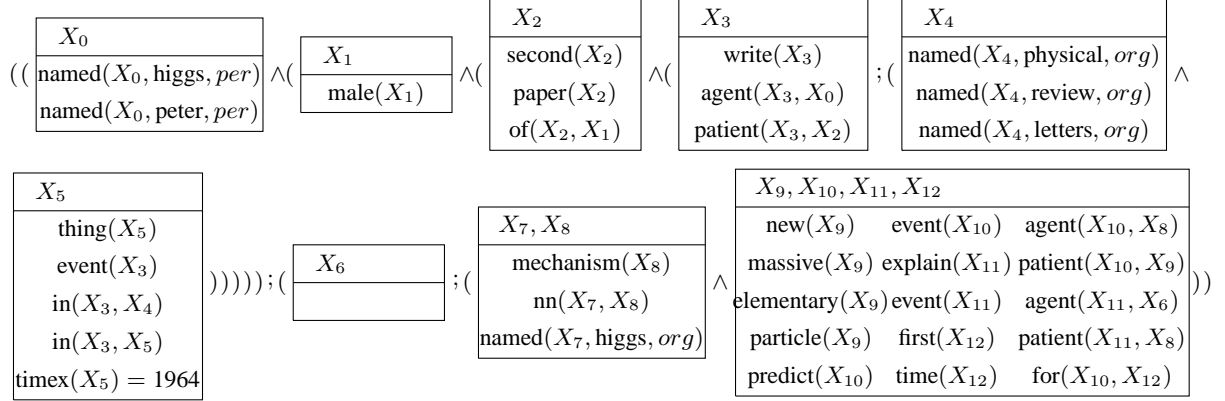 ((
X₀
named(X₀, higgs, per)
named(X₀, peter, per)
∧(
X₁
male(X₁)
∧(
X₂
second(X₂)
paper(X₂)
of(X₂, X₁)
∧(
X₃
write(X₃)
agent(X₃, X₀)
patient(X₃, X₂)
;(
X₄
named(X₄, physical, org)
named(X₄, review, org)
named(X₄, letters, org)
∧
X₅
thing(X₅)
event(X₃)
in(X₃, X₄)
in(X₃, X₅)
timex(X₅) = 1964
)))));(
X₆
;(
X₇, X₈
mechanism(X₈)
nn(X₇, X₈)
named(X₇, higgs, org)
∧
X₉, X₁₀, X₁₁, X₁₂
new(X₉) event(X₁₀) agent(X₁₀, X₈)
massive(X₉) explain(X₁₁) patient(X₁₀, X₉)
elementary(X₉) event(X₁₁) agent(X₁₁, X₆)
particle(X₉) first(X₁₂) patient(X₁₁, X₈)
predict(X₁₀) time(X₁₂) for(X₁₀, X₁₂)
))